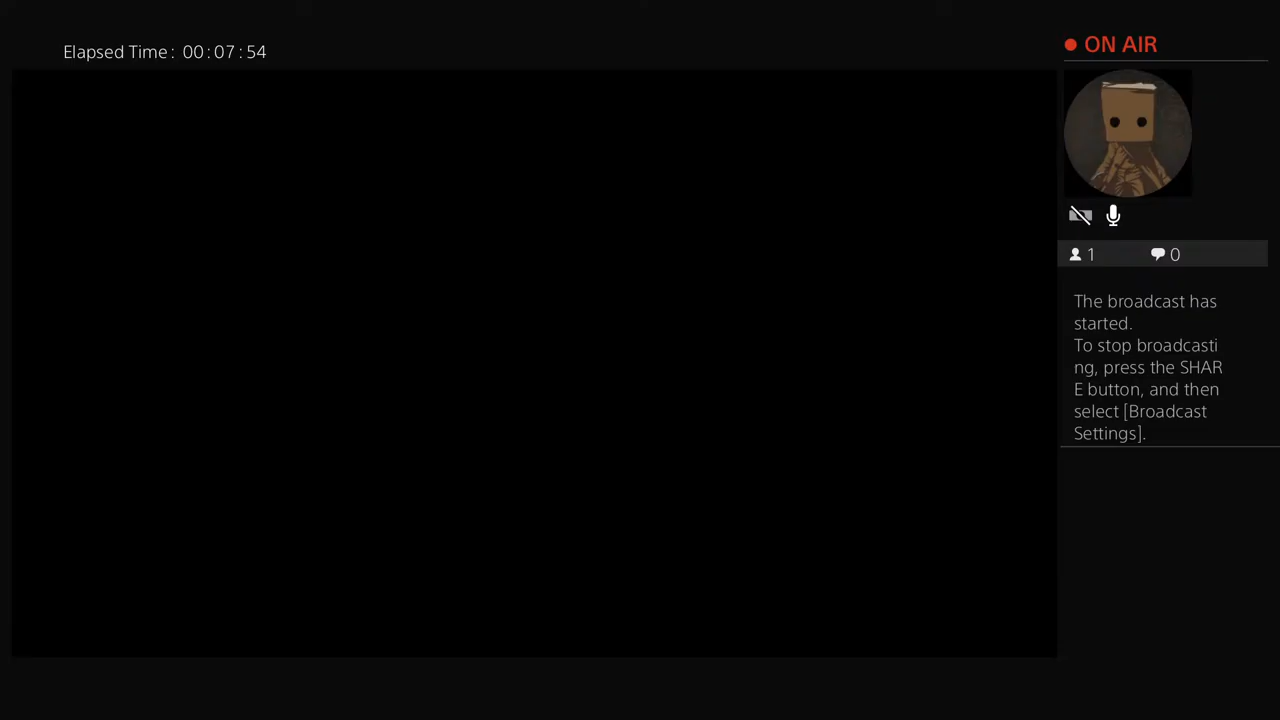 Elapsed Time: 00:07:54
ON AIR
1 0
The broadcast has
started.
To stop broadcasti
ng, press the SHAR
E button, and then
select [Broadcast
Settings].